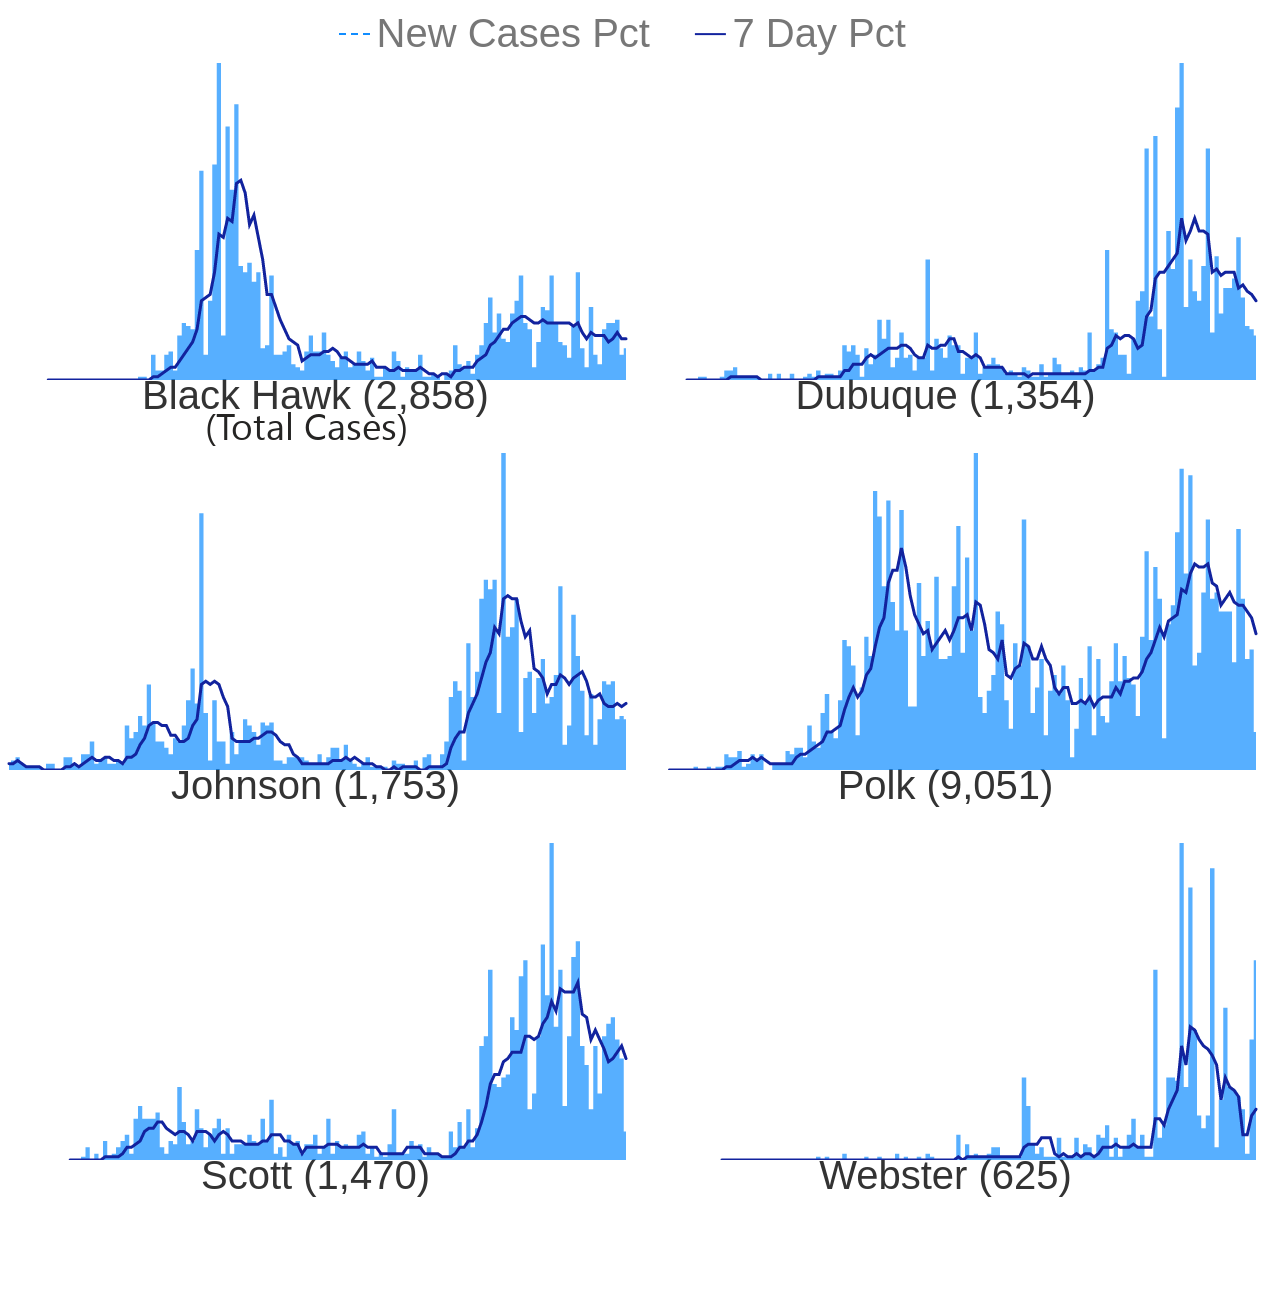 New Cases Pct 7 Day Pct
Black Hawk (2,858) Dubuque (1,354)
(Total Cases)
Johnson (1,753) Polk (9,051)
Scott (1,470) Webster (625)